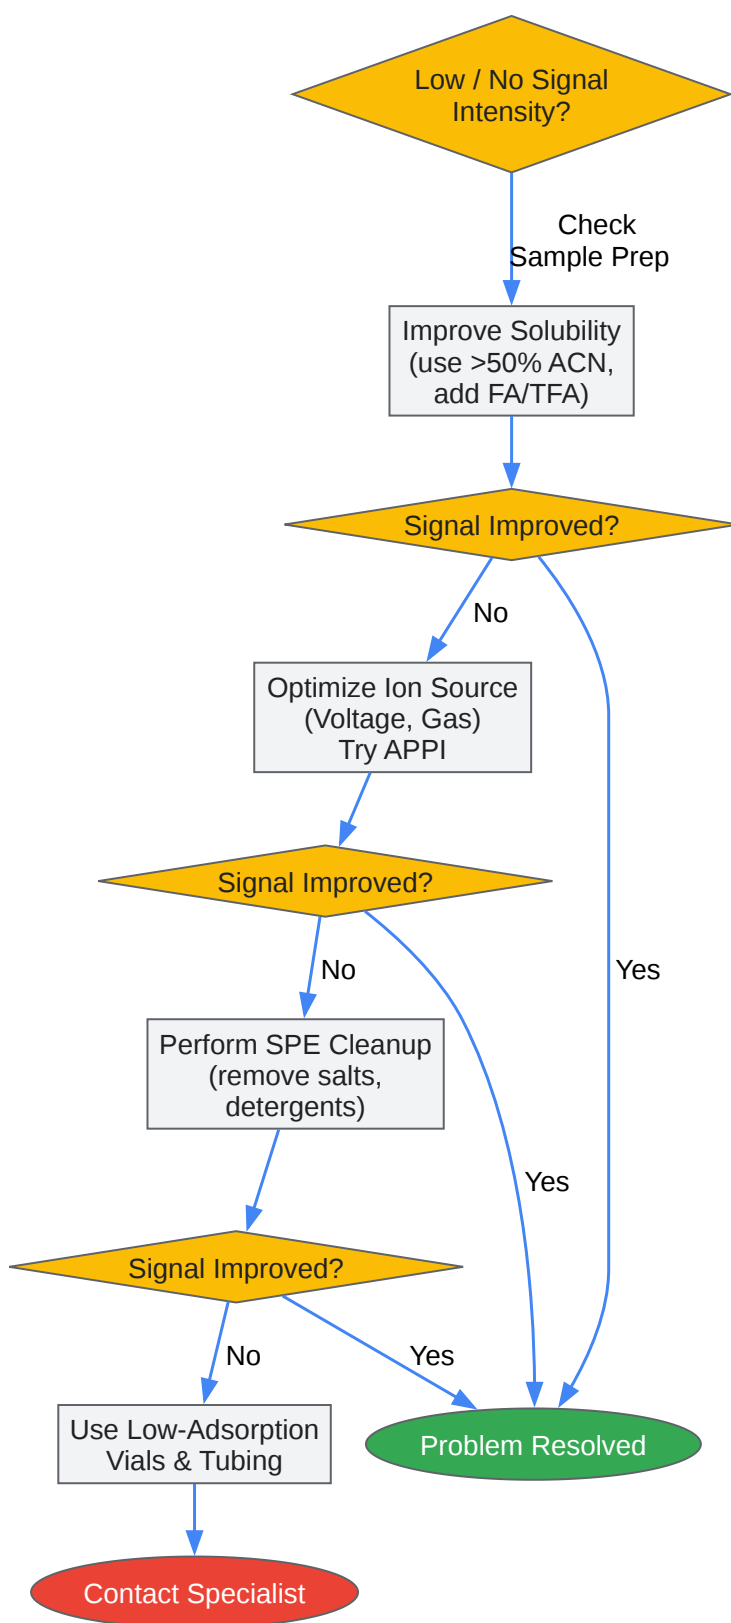 Low / No Signal
Intensity?
Check
Sample Prep
Improve Solubility
(use >50% ACN,
add FA/TFA)
Signal Improved?
No
Optimize Ion Source
(Voltage, Gas)
Try APPI
Signal Improved?
No
Yes
Perform SPE Cleanup
(remove salts,
detergents)
Yes
Signal Improved?
No
Yes
Use Low-Adsorption
Vials & Tubing
Problem Resolved
Contact Specialist